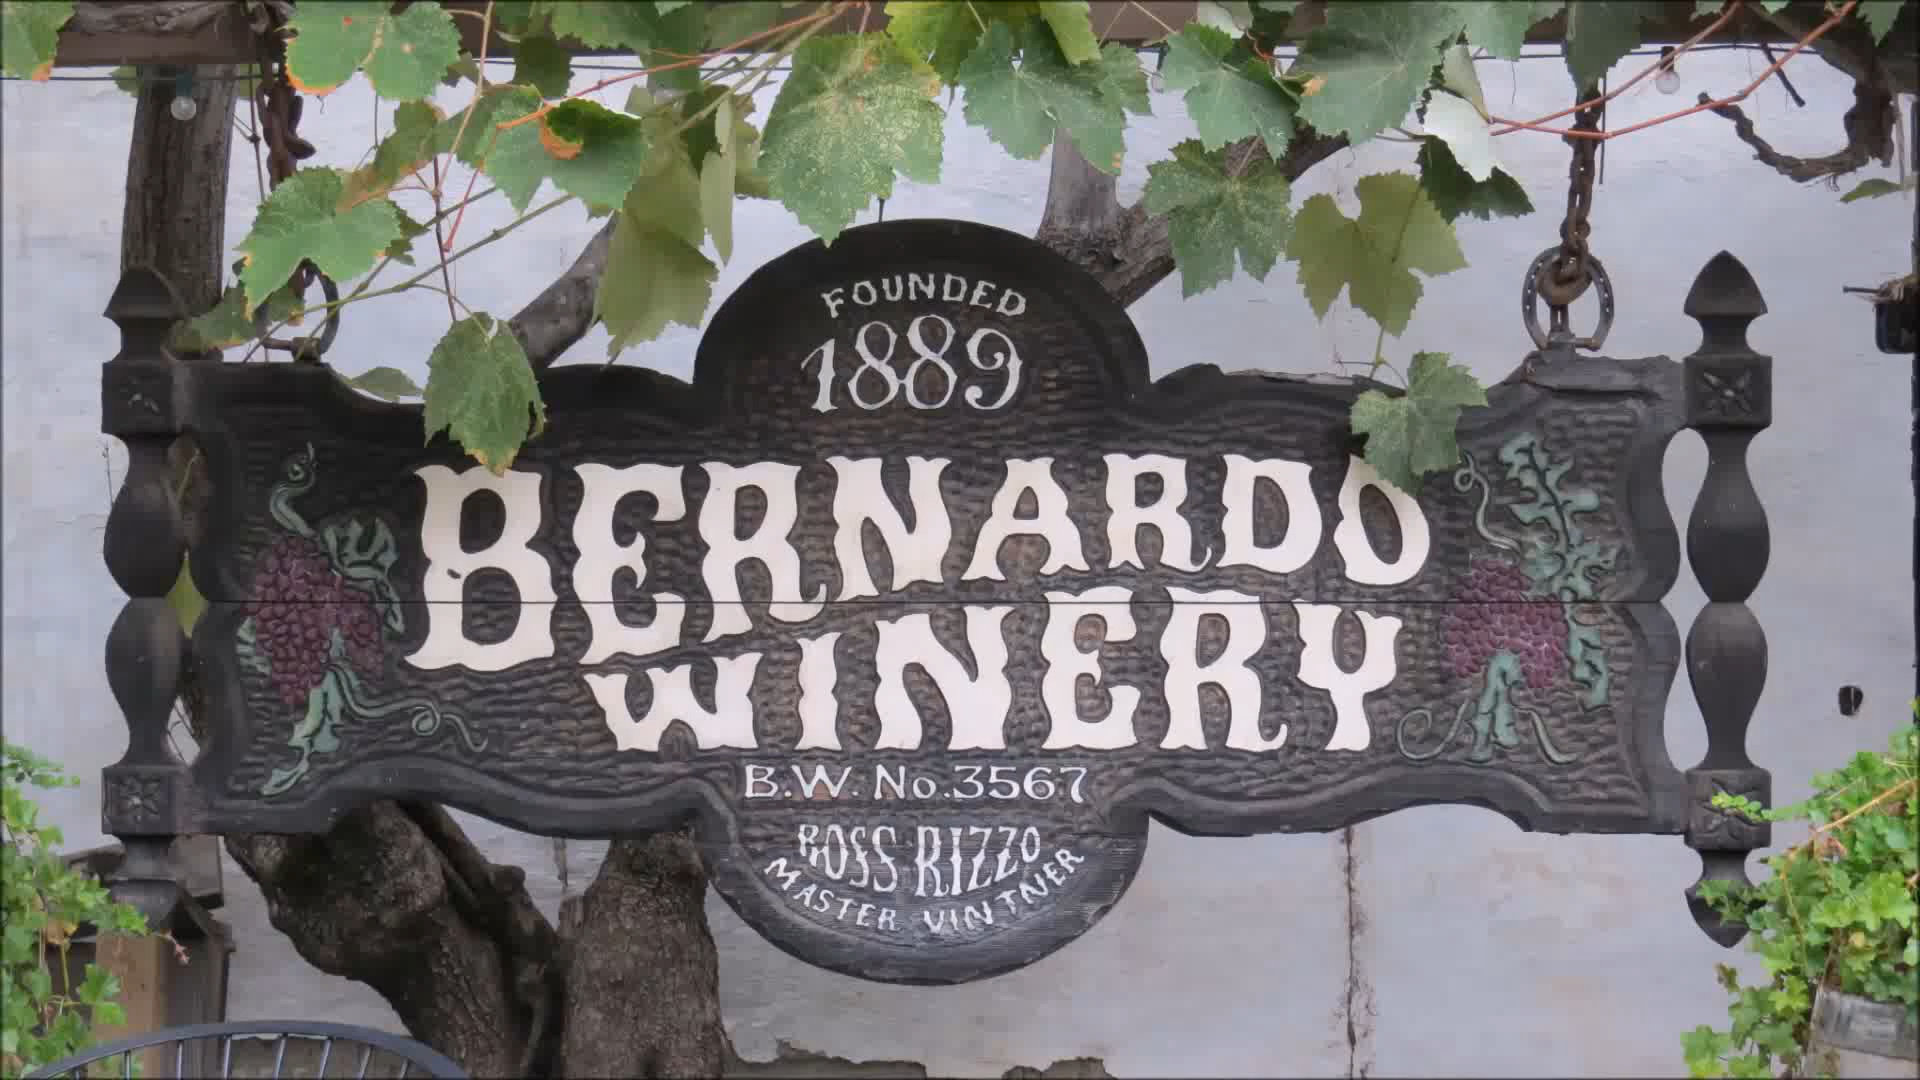 FOUNDED
1889
BERNARDO
WINERY
B.W. No. 3567
ROSS RIZZO
MASTER VINTNER